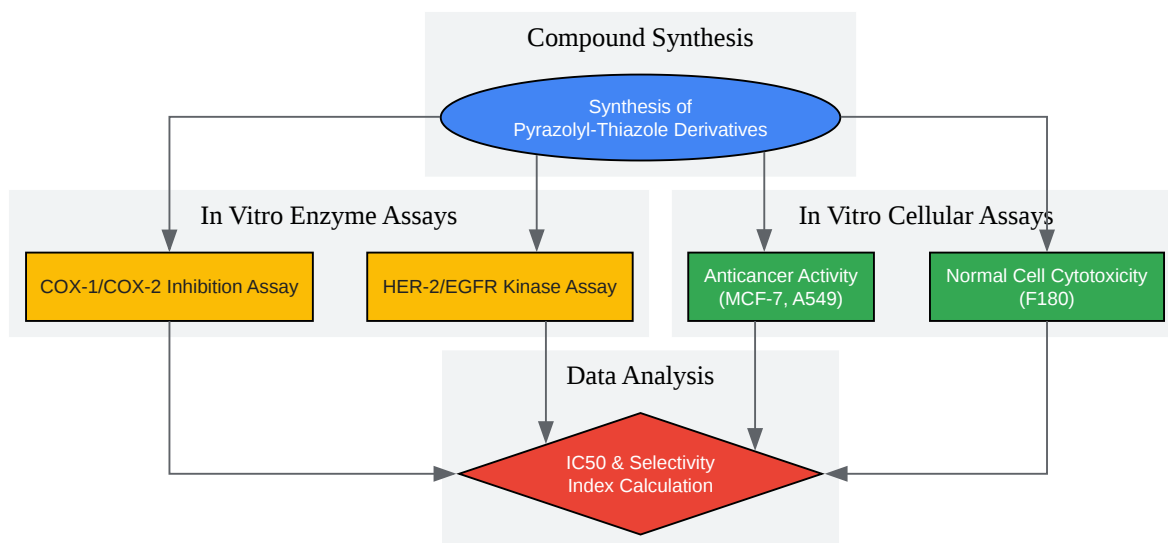 Compound Synthesis
Synthesis of
Pyrazolyl-Thiazole Derivatives
In Vitro Enzyme Assays
In Vitro Cellular Assays
COX-1/COX-2 Inhibition Assay
HER-2/EGFR Kinase Assay
Anticancer Activity
(MCF-7, A549)
Normal Cell Cytotoxicity
(F180)
Data Analysis
IC50 & Selectivity
Index Calculation